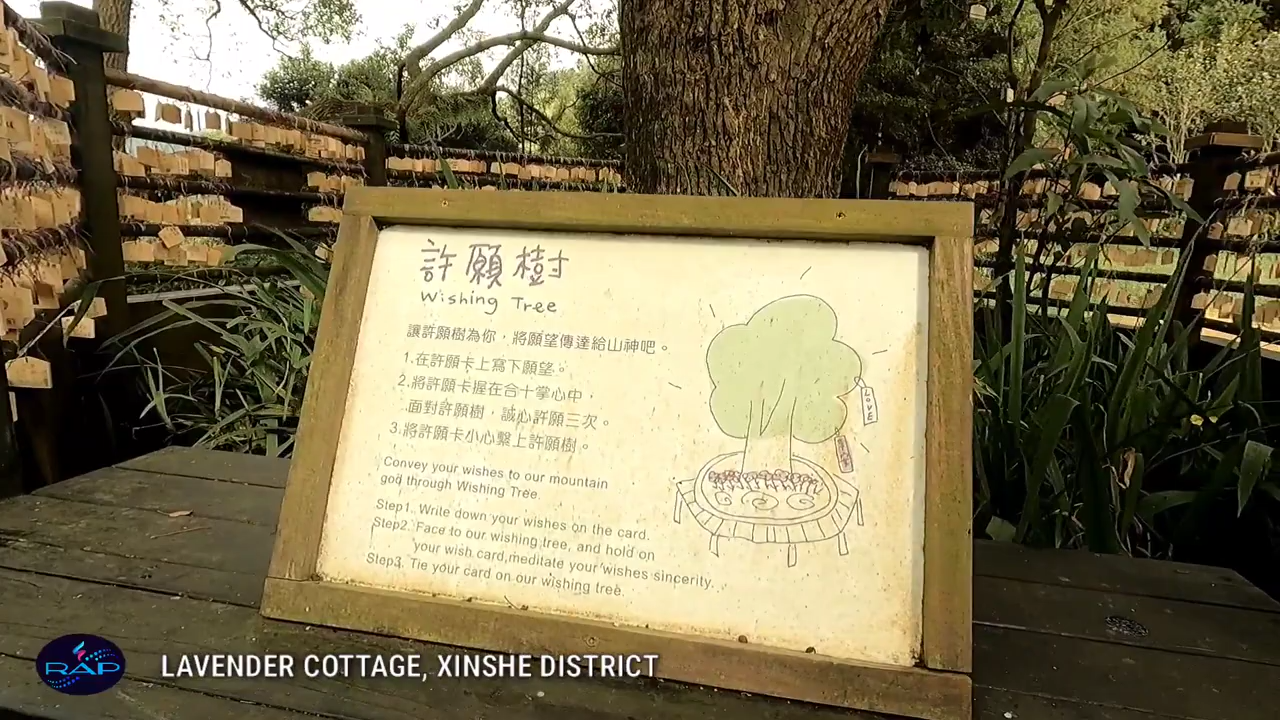 許願樹
Wishing Tree
讓許願樹為你，將願望傳達給山神吧。
1.在許願卡上寫下願望。
2.將許願卡握在合十掌心中，
面對許願樹，誠心許願三次。
3.將許願卡小心繫上許願樹。
Convey your wishes to our mountain
god through Wishing Tree.
Step1. Write down your wishes on the card.
Step2. Face to our wishing tree, and hold on
your wish card,meditate your wishes sincerity.
Step3. Tie your card on our wishing tree.
LOVE
RAP
LAVENDER COTTAGE, XINSHE DISTRICT